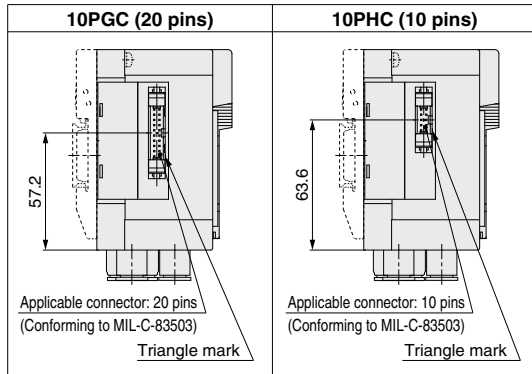 10PGC (20 pins)
57.2
Applicable connector: 20 pins
(Conforming to MIL-C-83503)
Triangle mark
10PHC (10 pins)
63.6
Applicable connector: 10 pins
(Conforming to MIL-C-83503)
Triangle mark